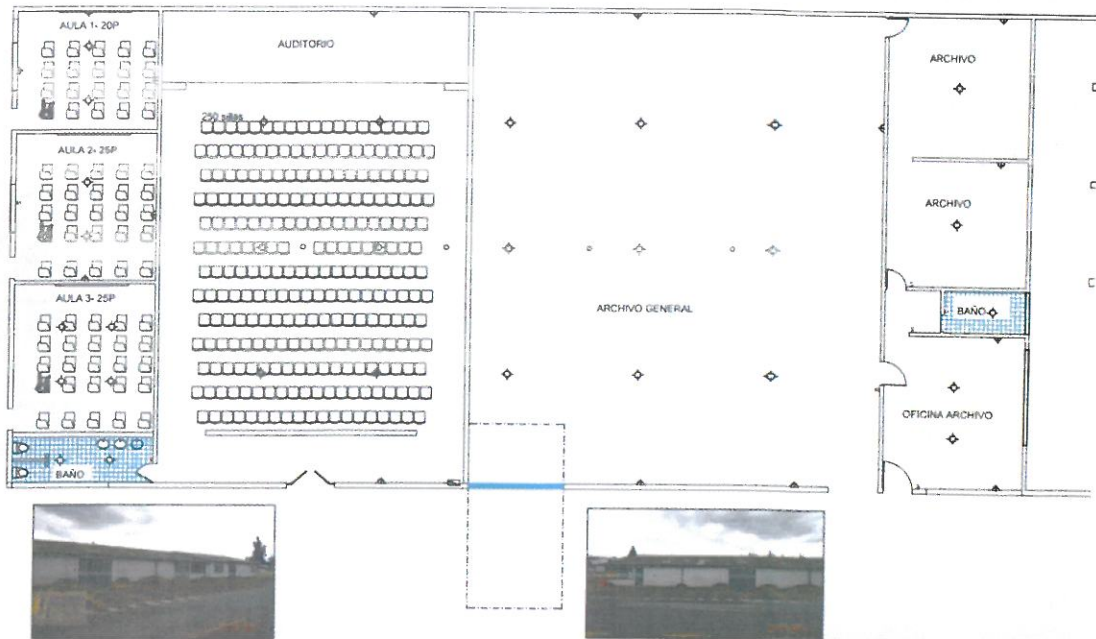 AULA 1- 20P
AUDITORIO
ARCHIVO
250 sillas
AULA 2- 25P
ARCHIVO
AULA 3- 25P
ARCHIVO GENERAL
BAÑO
OFICINA ARCHIVO
BAÑO